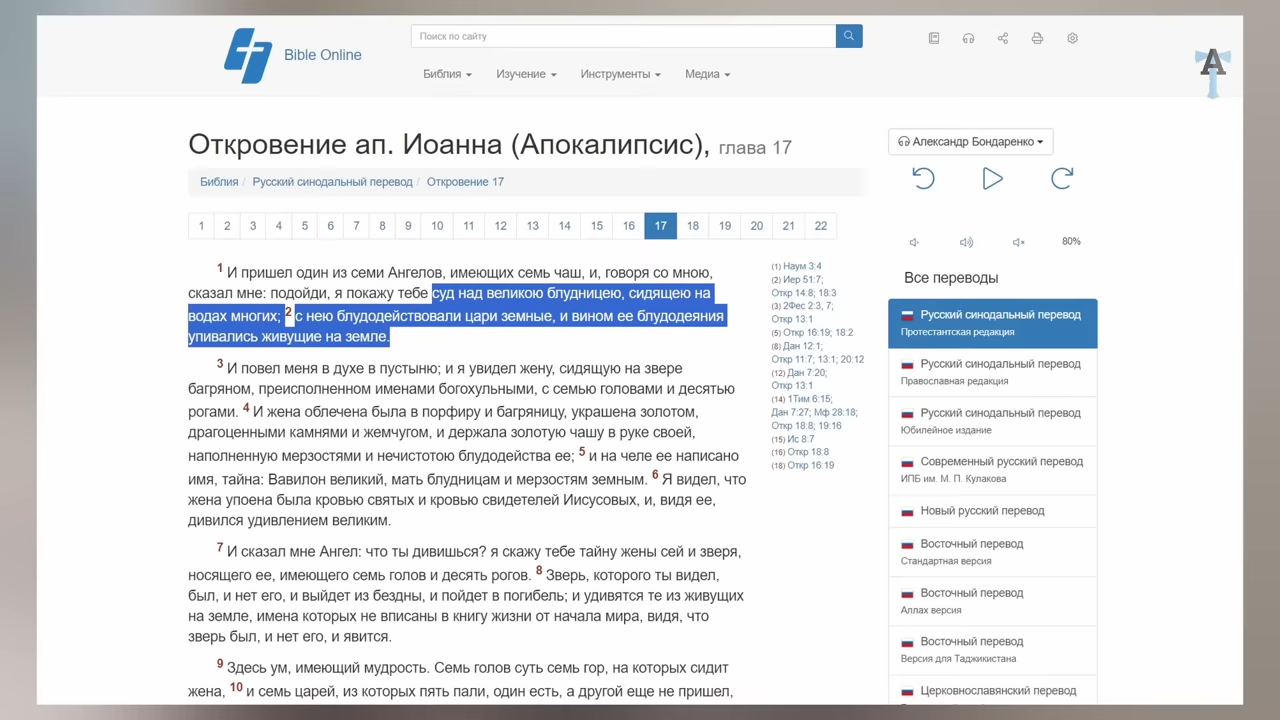 Bible Online
Поиск по сайту
Библия
Изучение
Инструменты
Медиа
A
Откровение ап. Иоанна (Апокалипсис), глава 17
Библия / Русский синодальный перевод / Откровение 17
1 2 3 4 5 6 7 8 9 10 11 12 13 14 15 16 17 18 19 20 21 22
1 И пришел один из семи Ангелов, имеющих семь чаш, и, говоря со мною,
сказал мне: подойди, я покажу тебе суд над великою блудницею, сидящею на
водах многих; 2 с нею блудодействовали цари земные, и вином ее блудодеяния
упивались живущие на земле.
3 И повел меня в духе в пустыню; и я увидел жену, сидящую на звере
багряном, преисполненном именами богохульными, с семью головами и десятью
рогами. 4 И жена облечена была в порфиру и багряницу, украшена золотом,
драгоценными камнями и жемчугом, и держала золотую чашу в руке своей,
наполненную мерзостями и нечистотою блудодейства ее; 5 и на челе ее написано
имя, тайна: Вавилон великий, мать блудницам и мерзостям земным. 6 Я видел, что
жена упоена была кровью святых и кровью свидетелей Иисусовых, и, видя ее,
дивился удивлением великим.
7 И сказал мне Ангел: что ты дивишься? я скажу тебе тайну жены сей и зверя,
носящего ее, имеющего семь голов и десять рогов. 8 Зверь, которого ты видел,
был, и нет его, и выйдет из бездны, и пойдет в погибель; и удивятся те из живущих
на земле, имена которых не вписаны в книгу жизни от начала мира, видя, что
зверь был, и нет его, и явится.
9 Здесь ум, имеющий мудрость. Семь голов суть семь гор, на которых сидит
жена, 10 и семь царей, из которых пять пали, один есть, а другой еще не пришел,
(1) Наум 3:4
(2) Иер 51:7;
Откр 14:8; 18:3
(3) 2Фес 2:3, 7;
Откр 13:1
(5) Откр 16:19; 18:2
(8) Дан 12:1;
Откр 11:7; 13:1; 20:12
(12) Дан 7:20;
Откр 13:1
(14) 1Тим 6:15;
Дан 7:27; Мф 28:18;
Откр 18:8; 19:16
(15) Ис 8:7
(16) Откр 18:8
(18) Откр 16:19
Александр Бондаренко
80%
Все переводы
Русский синодальный перевод
Протестантская редакция
Русский синодальный перевод
Православная редакция
Русский синодальный перевод
Юбилейное издание
Современный русский перевод
ИПБ им. М. П. Кулакова
Новый русский перевод
Восточный перевод
Стандартная версия
Восточный перевод
Аллах версия
Восточный перевод
Версия для Таджикистана
Церковнославянский перевод